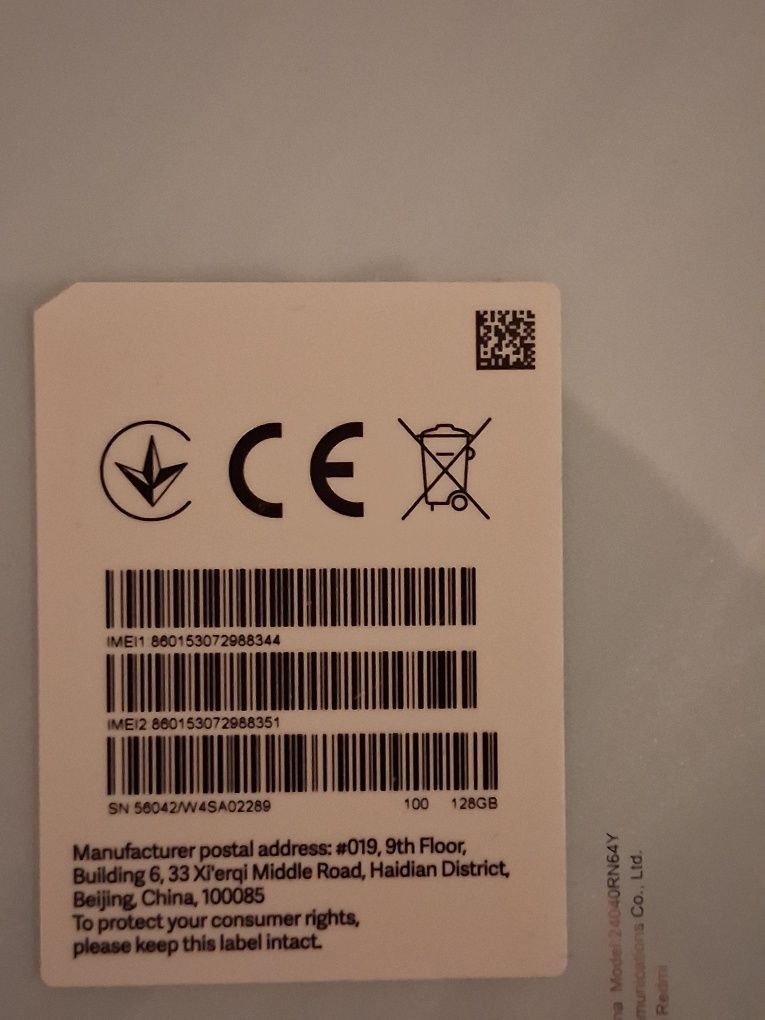 CE
IMEI1 860153072988344
IMEI2 860153072988351
SN 56042/W4SA02289 100 128GB
Manufacturer postal address: #019, 9th Floor,
Building 6, 33 Xi'erqi Middle Road, Haidian District,
Beijing, China, 100085
To protect your consumer rights,
please keep this label intact.
Model:24040RN64Y
Co., Ltd.
Redmi